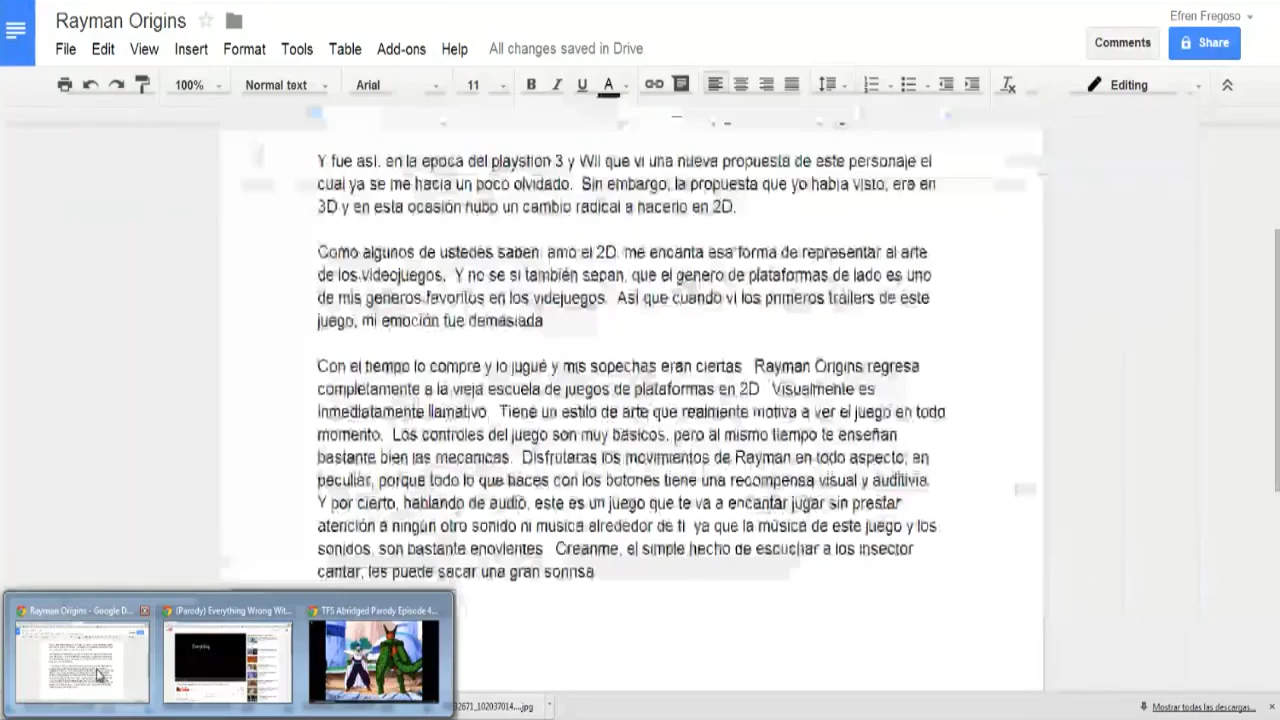 Rayman Origins
Efren Fregoso
File Edit View Insert Format Tools Table Add-ons Help All changes saved in Drive
Comments Share
100% Normal text Arial 11 B I U A Editing
Y fue así, en la epoca del playstion 3 y Wii que vi una nueva propuesta de este personaje el
cual ya se me hacia un poco olvidado. Sin embargo, la propuesta que yo habia visto, era en
3D y en esta ocasión hubo un cambio radical a hacerlo en 2D.
Como algunos de ustedes saben, amo el 2D, me encanta esa forma de representar el arte
de los videojuegos. Y no se si también sepan, que el genero de plataformas de lado es uno
de mis generos favoritos en los videjuegos. Asi que cuando vi los primeros trailers de este
juego, mi emoción fue demasiada
Con el tiempo lo compre y lo jugué y mis sopechas eran ciertas Rayman Origins regresa
completamente a la vieja escuela de juegos de plataformas en 2D Visualmente es
inmediatamente llamativo Tiene un estilo de arte que realmente motiva a ver el juego en todo
momento. Los controles del juego son muy básicos, pero al mismo tiempo te enseñan
bastante bien las mecanicas. Disfrutaras los movimientos de Rayman en todo aspecto, en
peculiar, porque todo lo que haces con los botones tiene una recompensa visual y auditivia.
Y por cierto, hablando de audio, este es un juego que te va a encantar jugar sin prestar
atención a ningún otro sonido ni musica alrededor de ti ya que la música de este juego y los
sonidos, son bastante enovlentes Creanme, el simple hecho de escuchar a los insector
cantar, les puede sacar una gran sonrisa
Rayman Origins - Google D... (Parody) Everything Wrong Wit... TFS Abridged Parody Episode 4...
Everything
32671_102037014....jpg
Mostrar todas las descargas...